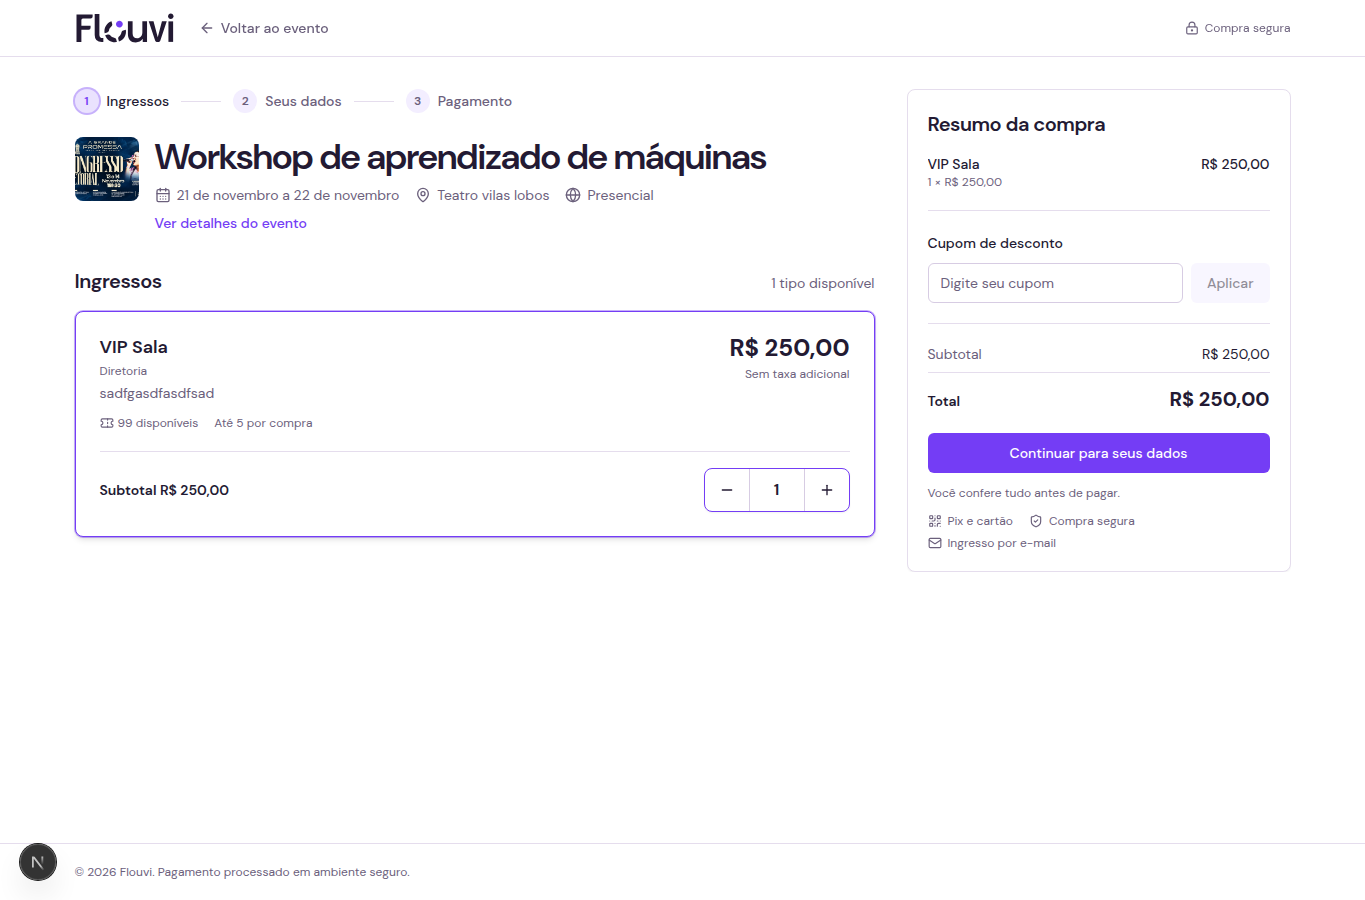 Flouvi
Voltar ao evento
Compra segura
1 Ingressos
2 Seus dados
3 Pagamento
Workshop de aprendizado de máquinas
21 de novembro a 22 de novembro
Teatro vilas lobos
Presencial
Ver detalhes do evento
Ingressos
1 tipo disponível
VIP Sala
R$ 250,00
Diretoria
Sem taxa adicional
sadfgasdfasdfsad
99 disponíveis
Até 5 por compra
Subtotal R$ 250,00
− 1 +
Resumo da compra
VIP Sala
R$ 250,00
1 × R$ 250,00
Cupom de desconto
Digite seu cupom
Aplicar
Subtotal
R$ 250,00
Total
R$ 250,00
Continuar para seus dados
Você confere tudo antes de pagar.
Pix e cartão
Compra segura
Ingresso por e-mail
N
© 2026 Flouvi. Pagamento processado em ambiente seguro.